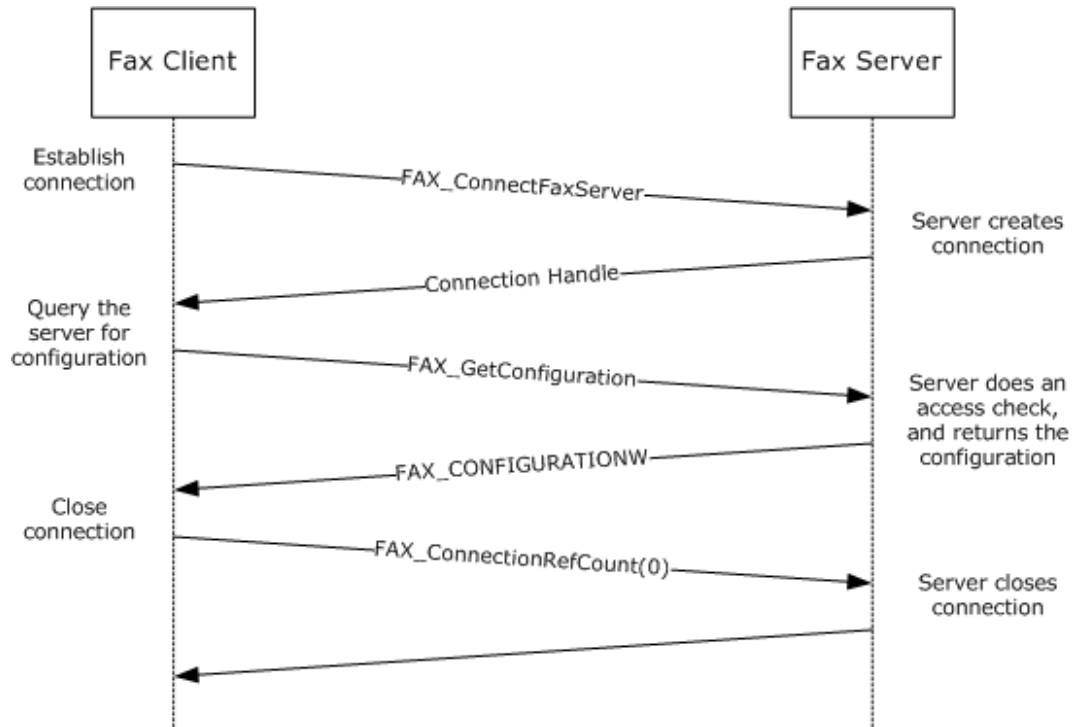 Fax Client
Fax Server
Establish
connection
FAX_ConnectFaxServer
Server creates
connection
Connection Handle
Query the
server for
configuration
FAX_GetConfiguration
Server does an
access check,
and returns the
configuration
FAX_CONFIGURATIONW
Close
connection
FAX_ConnectionRefCount(0)
Server closes
connection